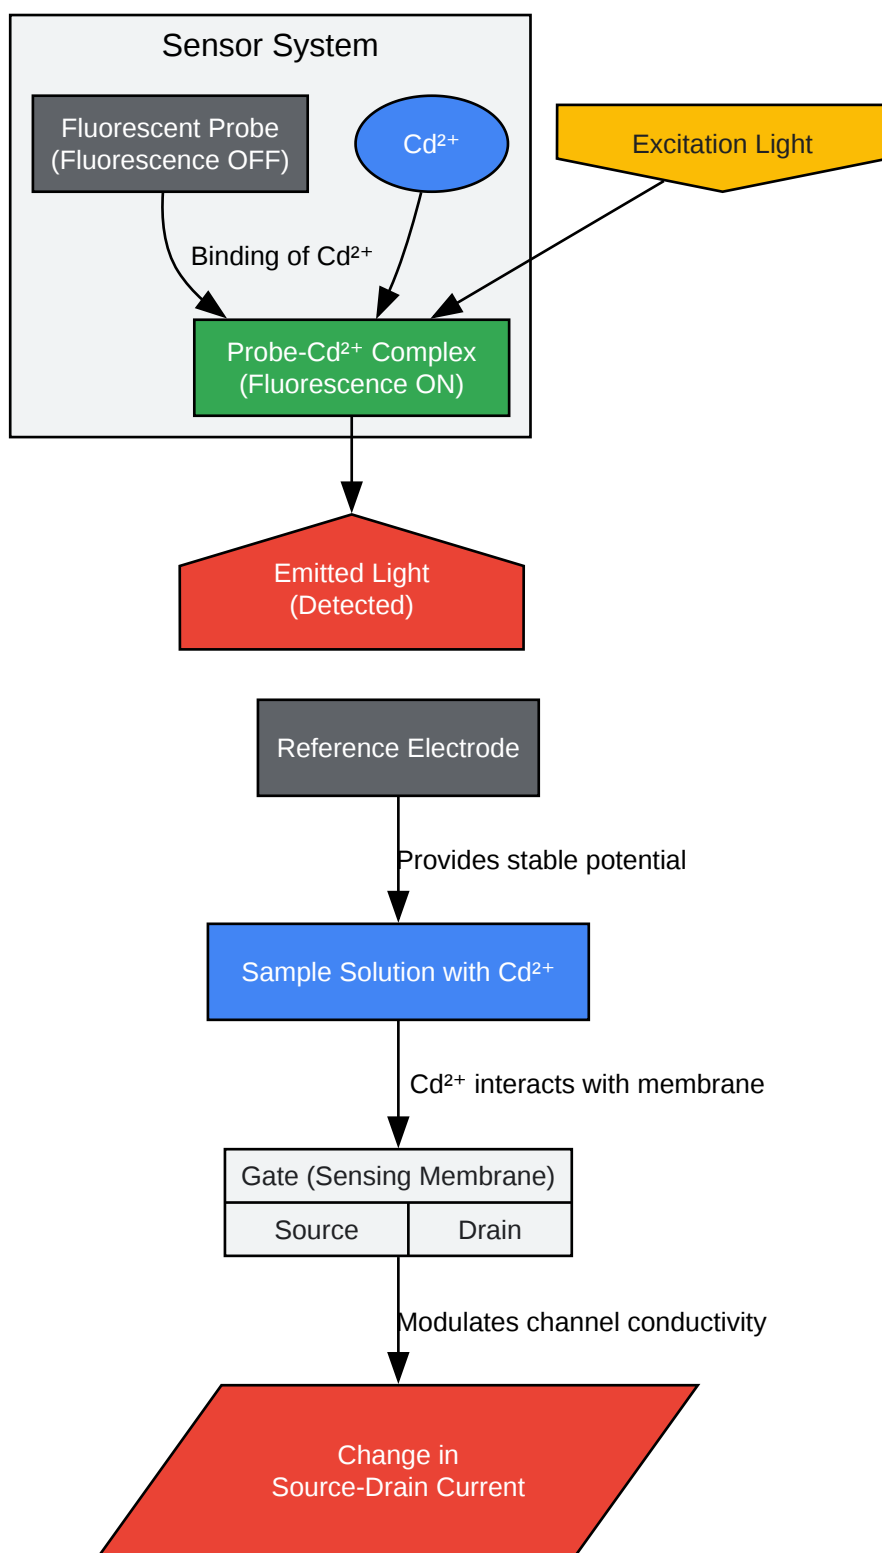 Sensor System
Fluorescent Probe
(Fluorescence OFF)
Cd²⁺
Excitation Light
Binding of Cd²⁺
Probe-Cd²⁺ Complex
(Fluorescence ON)
Emitted Light
(Detected)
Reference Electrode
Provides stable potential
Sample Solution with Cd²⁺
Cd²⁺ interacts with membrane
Gate (Sensing Membrane)
Source
Drain
Modulates channel conductivity
Change in
Source-Drain Current